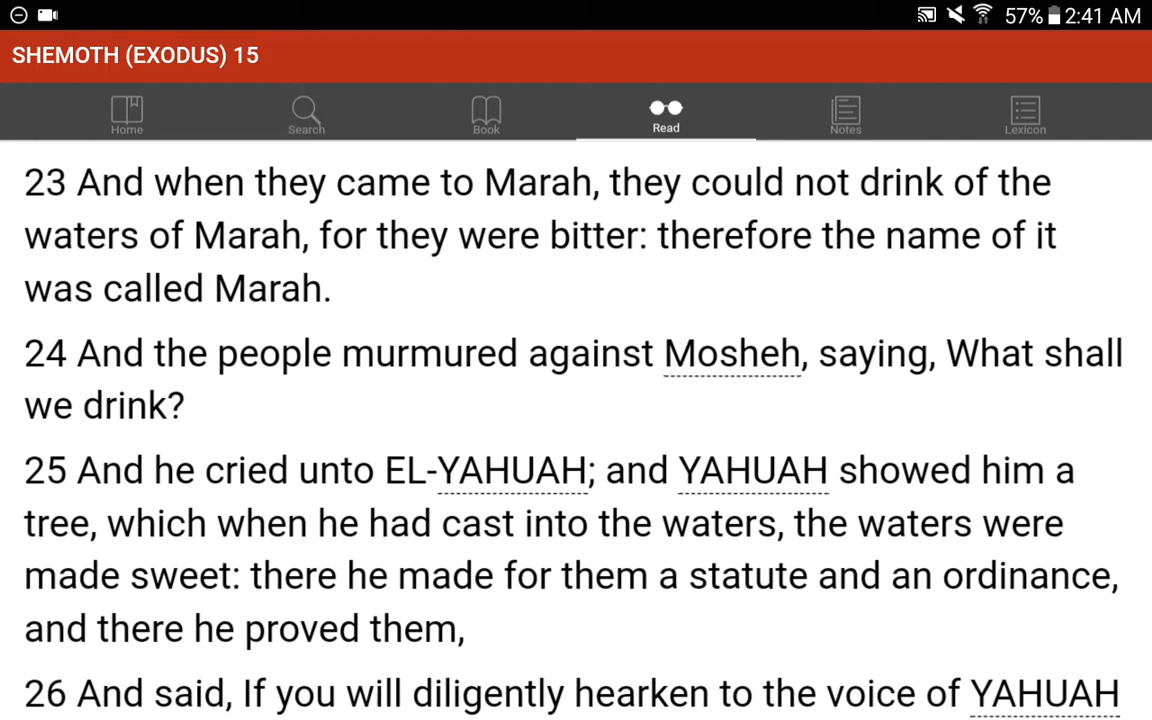 57% 2:41 AM
SHEMOTH (EXODUS) 15
Home Search Book Read Notes Lexicon
23 And when they came to Marah, they could not drink of the
waters of Marah, for they were bitter: therefore the name of it
was called Marah.
24 And the people murmured against Mosheh, saying, What shall
we drink?
25 And he cried unto EL-YAHUAH; and YAHUAH showed him a
tree, which when he had cast into the waters, the waters were
made sweet: there he made for them a statute and an ordinance,
and there he proved them,
26 And said, If you will diligently hearken to the voice of YAHUAH